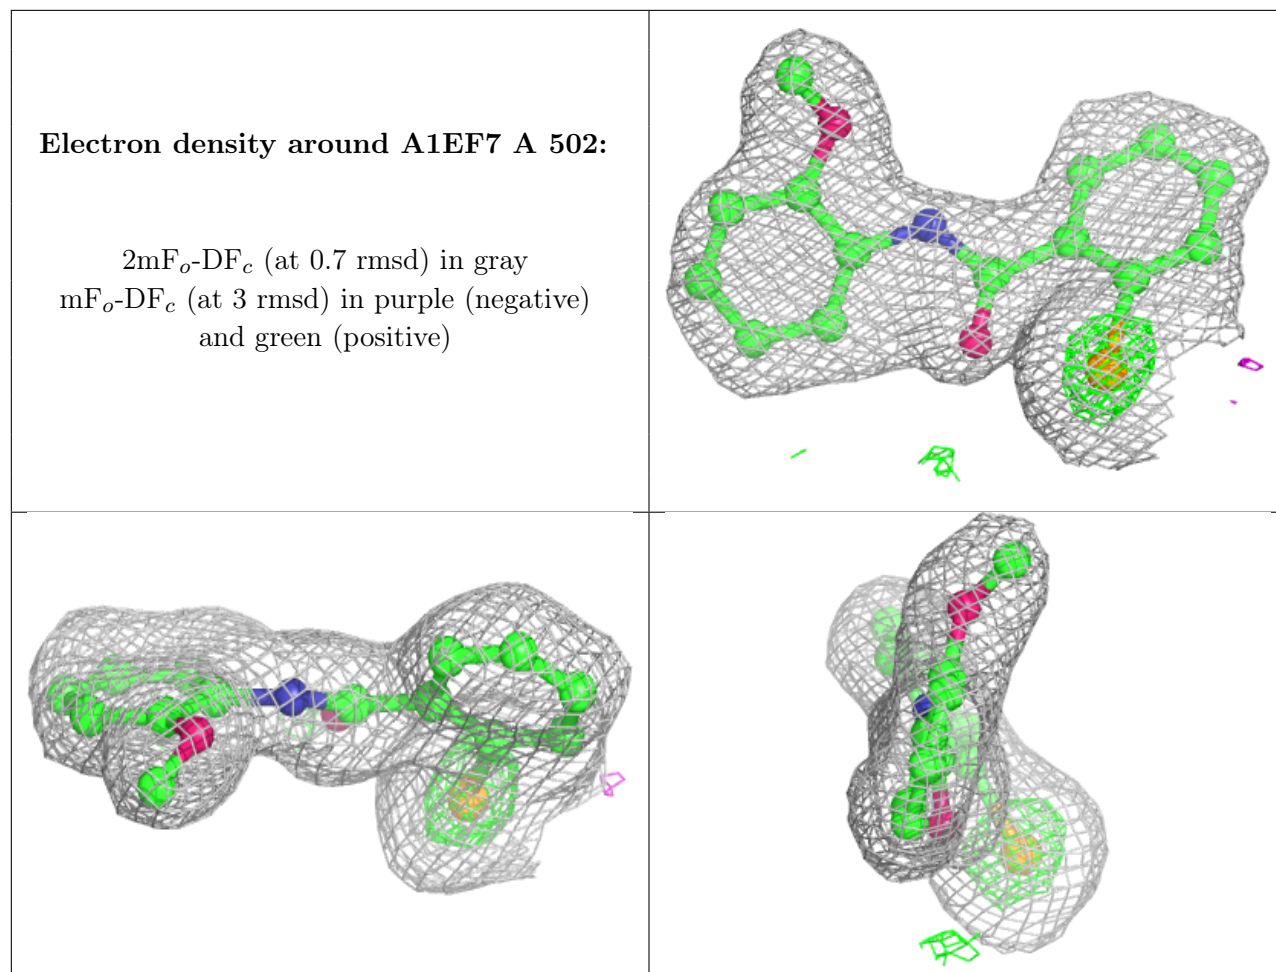 Electron density around A1EF7 A 502:
2mFₒ-DF𝒸 (at 0.7 rmsd) in gray
mFₒ-DF𝒸 (at 3 rmsd) in purple (negative)
and green (positive)